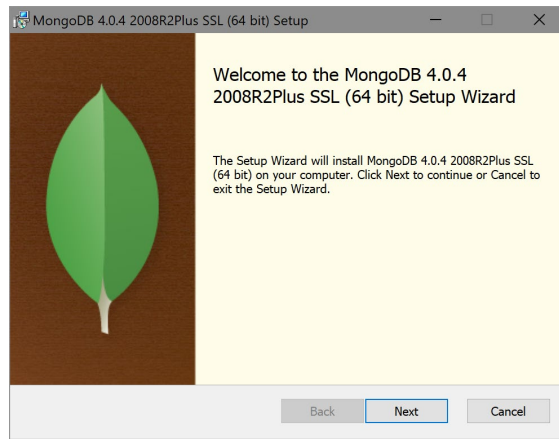 MongoDB 4.0.4 2008R2Plus SSL (64 bit) Setup
Welcome to the MongoDB 4.0.4
2008R2Plus SSL (64 bit) Setup Wizard
The Setup Wizard will install MongoDB 4.0.4 2008R2Plus SSL
(64 bit) on your computer. Click Next to continue or Cancel to
exit the Setup Wizard.
Back
Next
Cancel